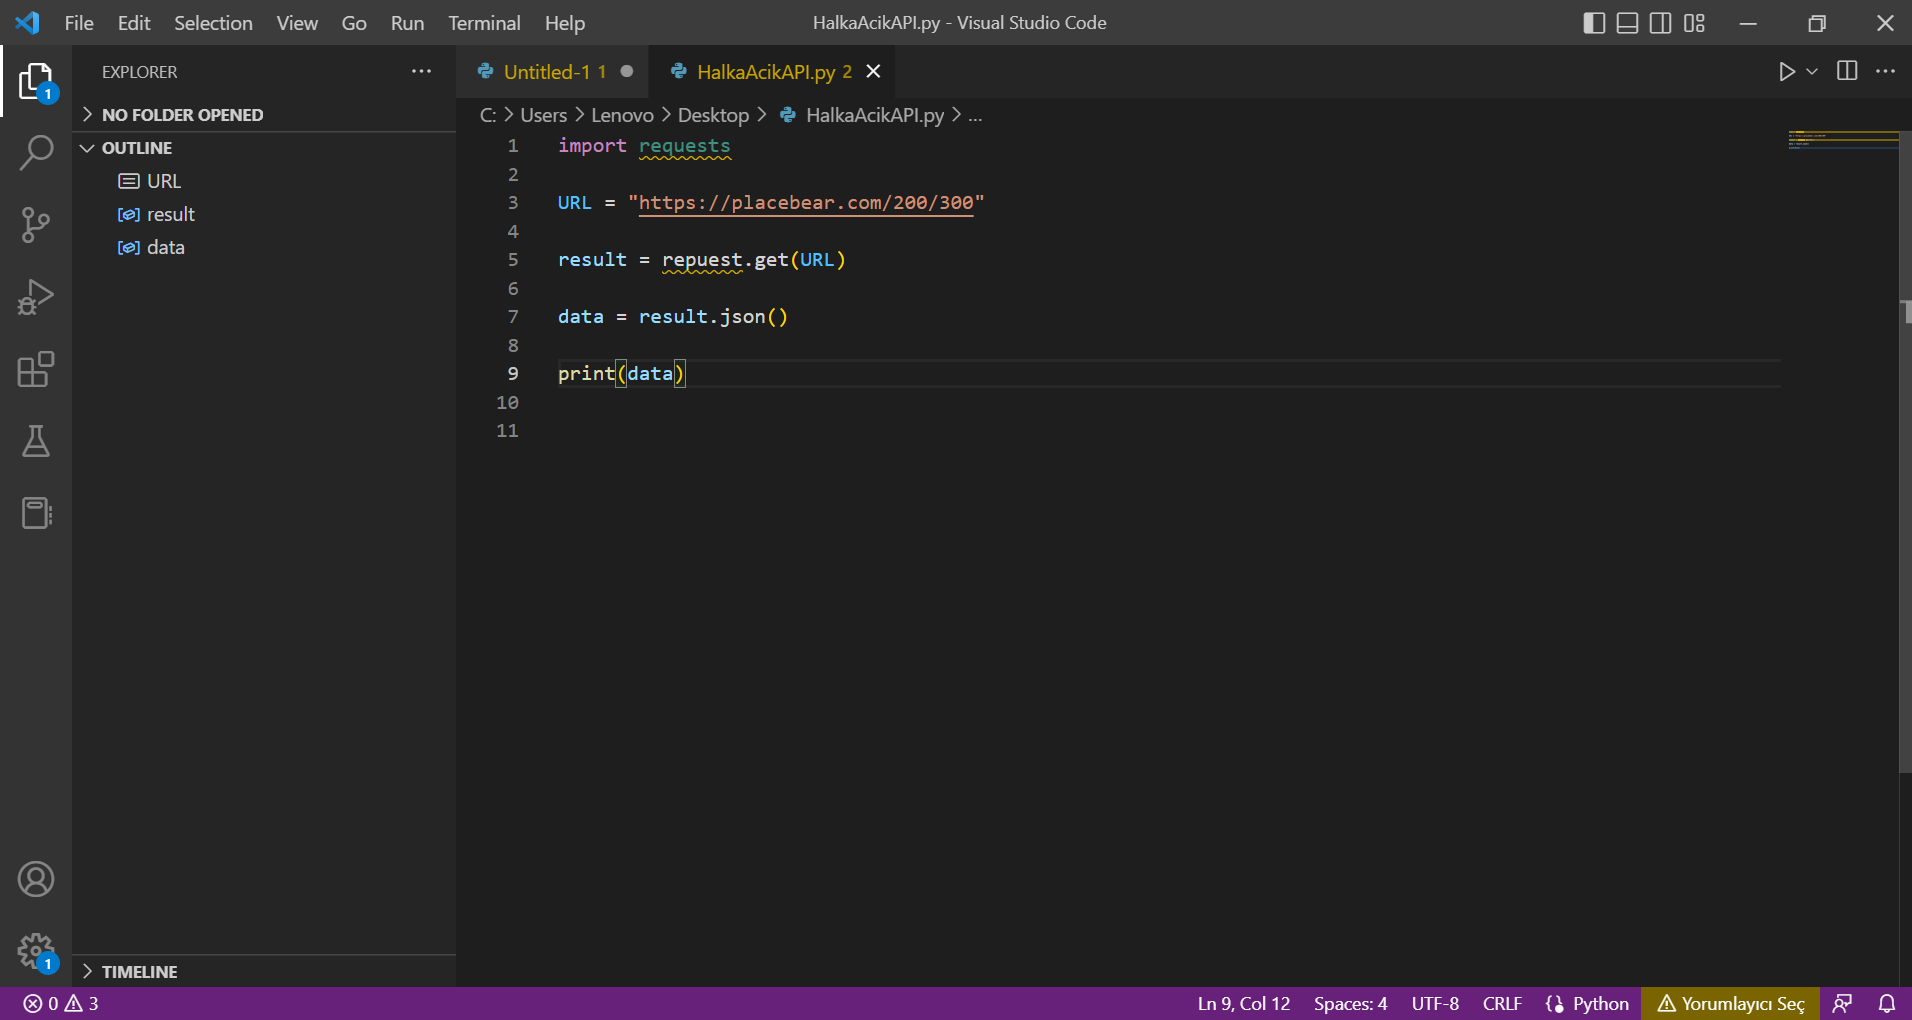 File Edit Selection View Go Run Terminal Help
HalkaAcikAPI.py - Visual Studio Code
EXPLORER
Untitled-1 1
HalkaAcikAPI.py 2
NO FOLDER OPENED
OUTLINE
URL
result
data
TIMELINE
C: > Users > Lenovo > Desktop > HalkaAcikAPI.py > ...
1 import requests
2
3 URL = "https://placebear.com/200/300"
4
5 result = repuest.get(URL)
6
7 data = result.json()
8
9 print(data)
10
11
1
1
0 3
Ln 9, Col 12 Spaces: 4 UTF-8 CRLF Python Yorumlayıcı Seç